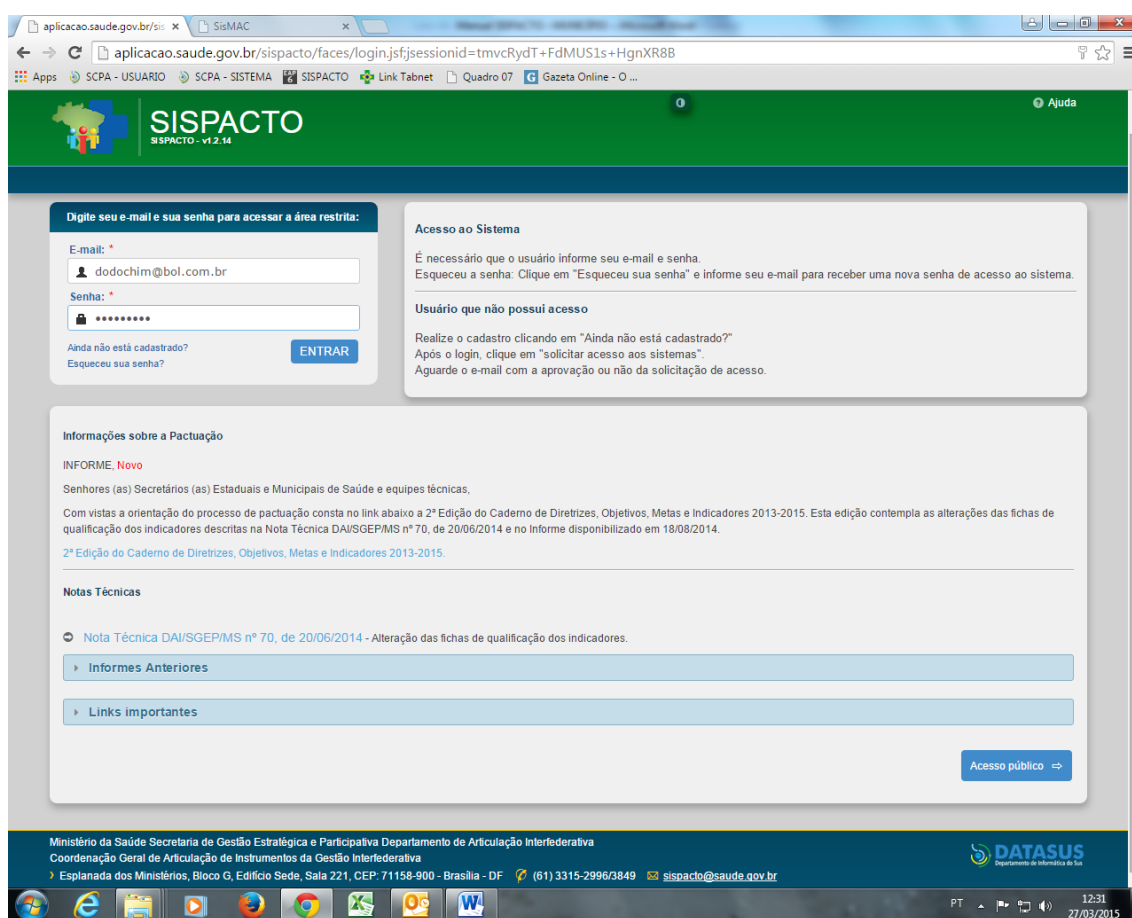 aplicacao.saude.gov.br/sis
SisMAC
Manual SISPACTO - MUNICÍPIO - Microsoft Word
aplicacao.saude.gov.br/sispacto/faces/login.jsf;jsessionid=tmvcRydT+FdMUS1s+HgnXR8B
Apps SCPA - USUARIO SCPA - SISTEMA SISPACTO Link Tabnet Quadro 07 Gazeta Online - O ...
SISPACTO
SISPACTO - v1.2.14
Ajuda
Digite seu e-mail e sua senha para acessar a área restrita:
E-mail: *
dodochim@bol.com.br
Senha: *
•••••••••
Ainda não está cadastrado?
Esqueceu sua senha?
ENTRAR
Acesso ao Sistema
É necessário que o usuário informe seu e-mail e senha.
Esqueceu a senha: Clique em "Esqueceu sua senha" e informe seu e-mail para receber uma nova senha de acesso ao sistema.
Usuário que não possui acesso
Realize o cadastro clicando em "Ainda não está cadastrado?"
Após o login, clique em "solicitar acesso aos sistemas".
Aguarde o e-mail com a aprovação ou não da solicitação de acesso.
Informações sobre a Pactuação
INFORME, Novo
Senhores (as) Secretários (as) Estaduais e Municipais de Saúde e equipes técnicas,
Com vistas a orientação do processo de pactuação consta no link abaixo a 2ª Edição do Caderno de Diretrizes, Objetivos, Metas e Indicadores 2013-2015. Esta edição contempla as alterações das fichas de
qualificação dos indicadores descritas na Nota Técnica DAI/SGEP/MS nº 70, de 20/06/2014 e no Informe disponibilizado em 18/08/2014.
2ª Edição do Caderno de Diretrizes, Objetivos, Metas e Indicadores 2013-2015.
Notas Técnicas
Nota Técnica DAI/SGEP/MS nº 70, de 20/06/2014 - Alteração das fichas de qualificação dos indicadores.
Informes Anteriores
Links importantes
Acesso público
Ministério da Saúde Secretaria de Gestão Estratégica e Participativa Departamento de Articulação Interfederativa
Coordenação Geral de Articulação de Instrumentos da Gestão Interfederativa
Esplanada dos Ministérios, Bloco G, Edifício Sede, Sala 221, CEP: 71158-900 - Brasília - DF (61) 3315-2996/3849 sispacto@saude.gov.br
DATASUS
Departamento de Informática do Sus
PT
12:31
27/03/2015